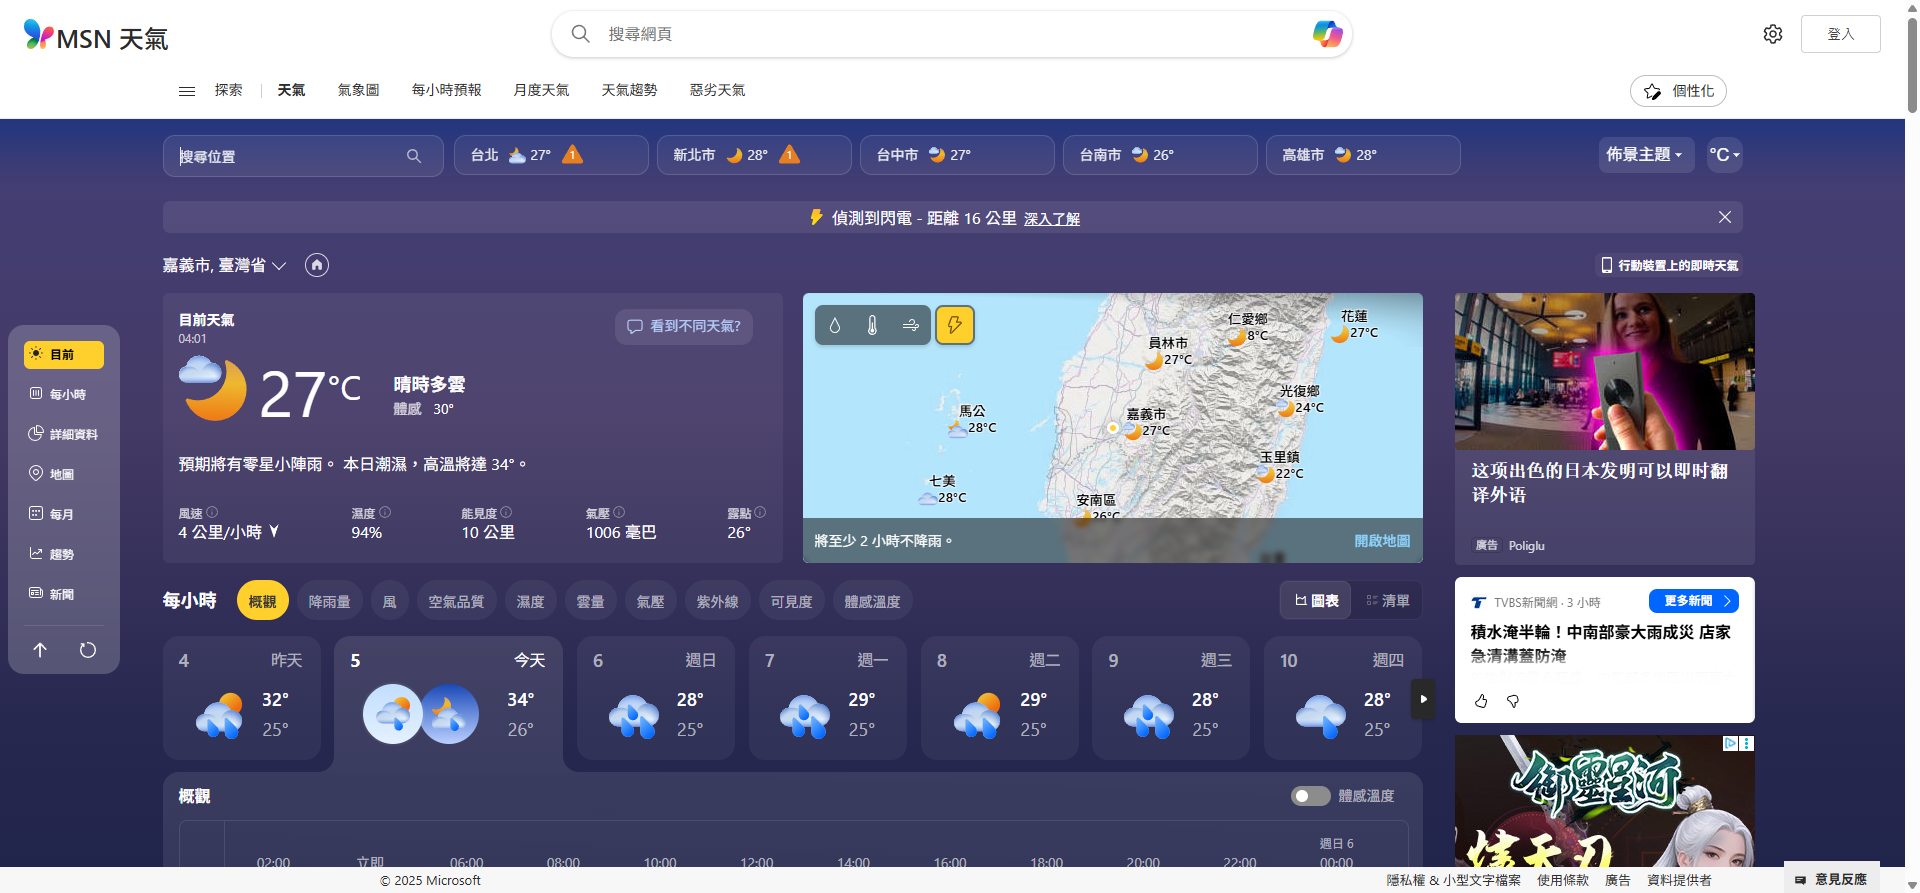 MSN 天氣
搜尋網頁
登入
探索
天氣
氣象圖
每小時預報
月度天氣
天氣趨勢
惡劣天氣
個性化
搜尋位置
台北 27° 1
新北市 28° 1
台中市 27°
台南市 26°
高雄市 28°
佈景主題
°C
偵測到閃電 - 距離 16 公里 深入了解
嘉義市, 臺灣省
行動裝置上的即時天氣
目前
每小時
詳細資料
地圖
每月
趨勢
新聞
目前天氣
04:01
看到不同天氣?
27°C
晴時多雲
體感 30°
預期將有零星小陣雨。 本日潮濕，高溫將達 34°。
風速
4 公里/小時
濕度
94%
能見度
10 公里
氣壓
1006 毫巴
露點
26°
仁愛鄉
8°C
花蓮
27°C
員林市
27°C
光復鄉
24°C
馬公
28°C
嘉義市
27°C
玉里鎮
22°C
七美
28°C
安南區
26°C
將至少 2 小時不降雨。
開啟地圖
这项出色的日本发明可以即时翻
译外语
廣告 Poliglu
每小時
概觀
降雨量
風
空氣品質
濕度
雲量
氣壓
紫外線
可見度
體感溫度
圖表
清單
4 昨天
32°
25°
5 今天
34°
26°
6 週日
28°
25°
7 週一
29°
25°
8 週二
29°
25°
9 週三
28°
25°
10 週四
28°
25°
TVBS新聞網 · 3 小時
更多新聞
積水淹半輪！中南部豪大雨成災 店家
急清溝蓋防淹
御靈星河
概觀
體感溫度
週日 6
02:00
立即
06:00
08:00
10:00
12:00
14:00
16:00
18:00
20:00
22:00
00:00
© 2025 Microsoft
隱私權 & 小型文字檔案
使用條款
廣告
資料提供者
意見反應